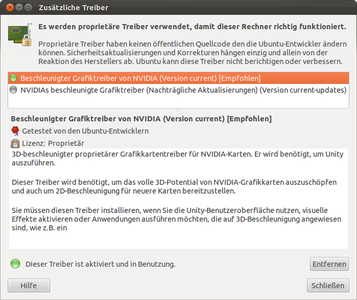 Zusätzliche Treiber
Es werden proprietäre Treiber verwendet, damit dieser Rechner richtig funktioniert.
Proprietäre Treiber haben keinen öffentlichen Quellcode den die Ubuntu-Entwickler ändern
können. Sicherheitsaktualisierungen und Korrekturen hängen einzig und allein von der
Reaktion des Herstellers ab. Ubuntu kann diese Treiber nicht berichtigen oder verbessern.
Beschleunigter Grafiktreiber von NVIDIA (Version current) [Empfohlen]
NVIDIAs beschleunigte Grafiktreiber (Nachträgliche Aktualisierungen) (Version current-updates)
Beschleunigter Grafiktreiber von NVIDIA (Version current) [Empfohlen]
Getestet von den Ubuntu-Entwicklern
Lizenz: Proprietär
3D-beschleunigter proprietärer Grafikkartentreiber für NVIDIA-Karten. Er wird benötigt, um Unity
auszuführen.
Dieser Treiber wird benötigt, um das volle 3D-Potential von NVIDIA-Grafikkarten auszuschöpfen
und auch um 2D-Beschleunigung für neuere Karten bereitzustellen.
Sie müssen diesen Treiber installieren, wenn Sie die Unity-Benutzeroberfläche nutzen, visuelle
Effekte aktivieren oder Anwendungen ausführen möchten, die auf 3D-Beschleunigung angewiesen
sind, wie z.B. ein
Dieser Treiber ist aktiviert und in Benutzung.
Entfernen
Hilfe
Schließen